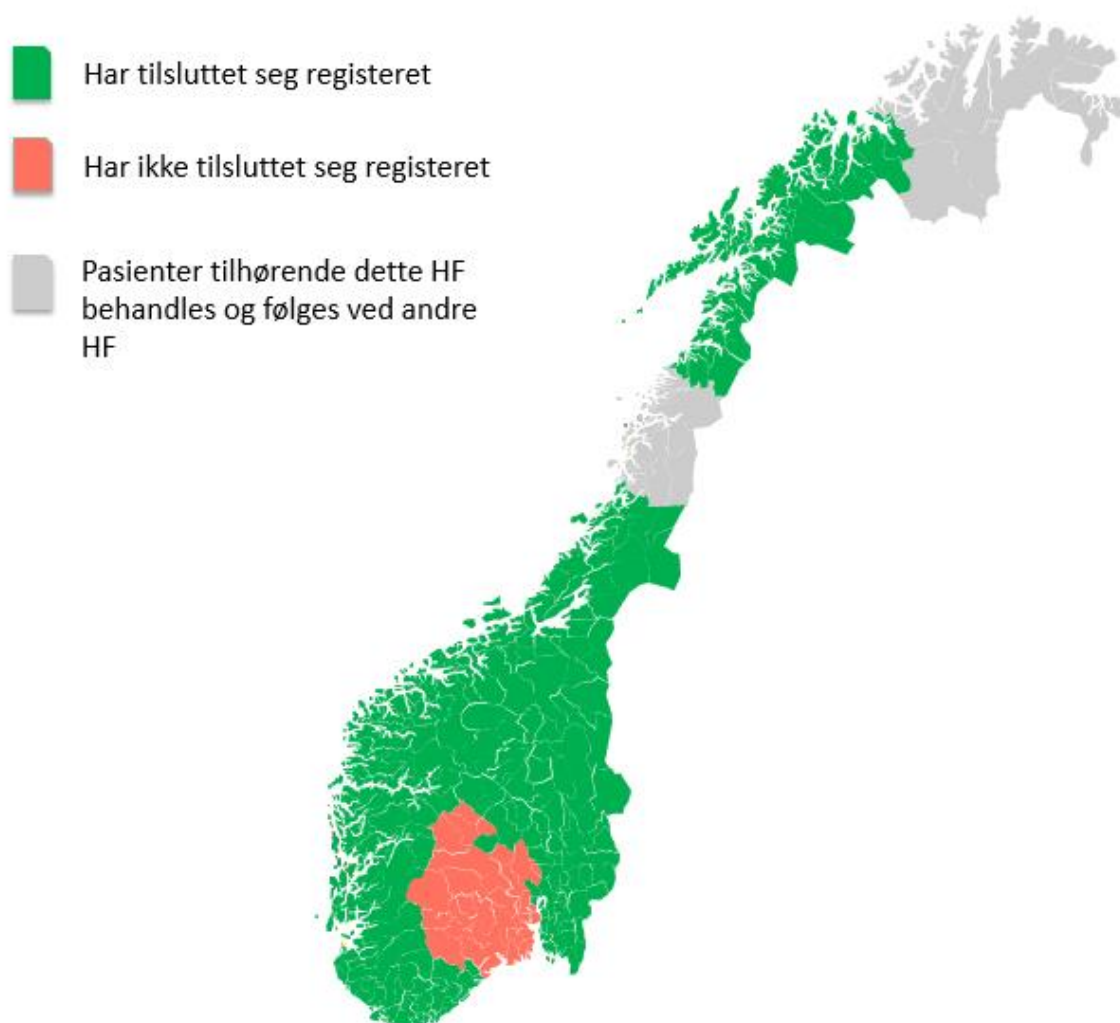 Har tilsluttet seg registeret
Har ikke tilsluttet seg registeret
Pasienter tilhørende dette HF
behandles og følges ved andre
HF